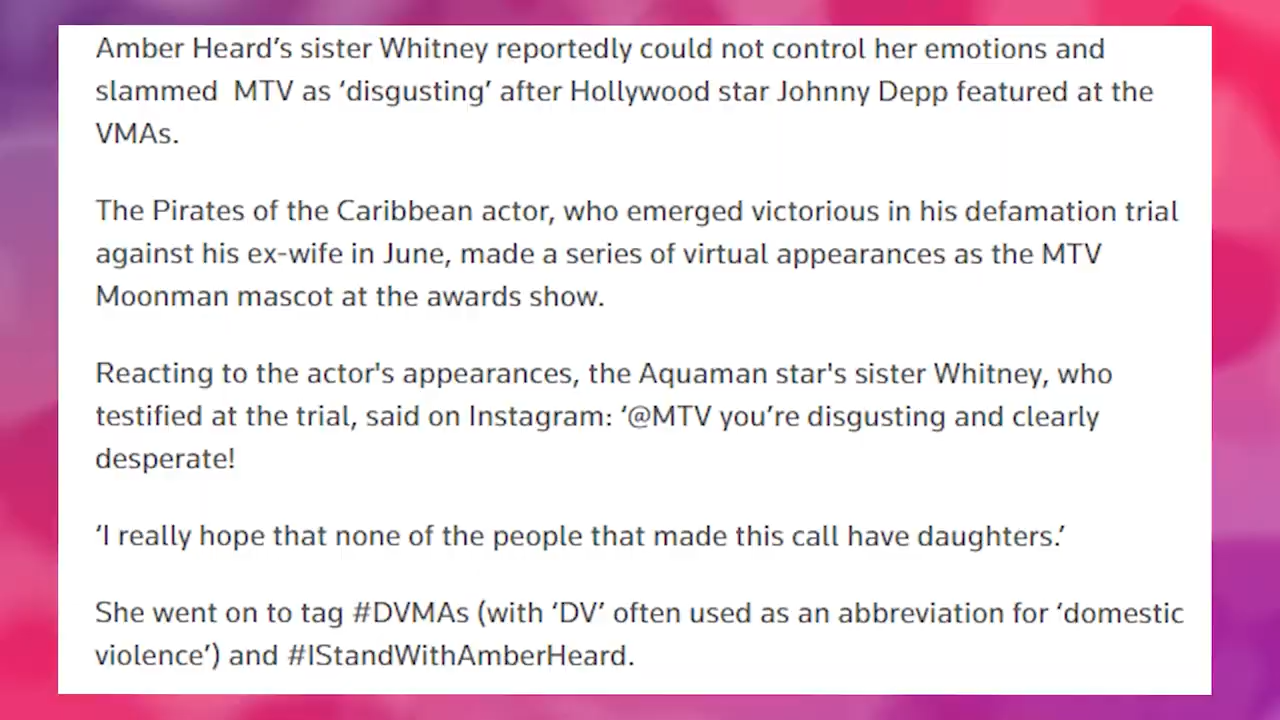 Amber Heard’s sister Whitney reportedly could not control her emotions and
slammed  MTV as ‘disgusting’ after Hollywood star Johnny Depp featured at the
VMAs.
The Pirates of the Caribbean actor, who emerged victorious in his defamation trial
against his ex-wife in June, made a series of virtual appearances as the MTV
Moonman mascot at the awards show.
Reacting to the actor's appearances, the Aquaman star's sister Whitney, who
testified at the trial, said on Instagram: ‘@MTV you’re disgusting and clearly
desperate!
‘I really hope that none of the people that made this call have daughters.’
She went on to tag #DVMAs (with ‘DV’ often used as an abbreviation for ‘domestic
violence’) and #IStandWithAmberHeard.